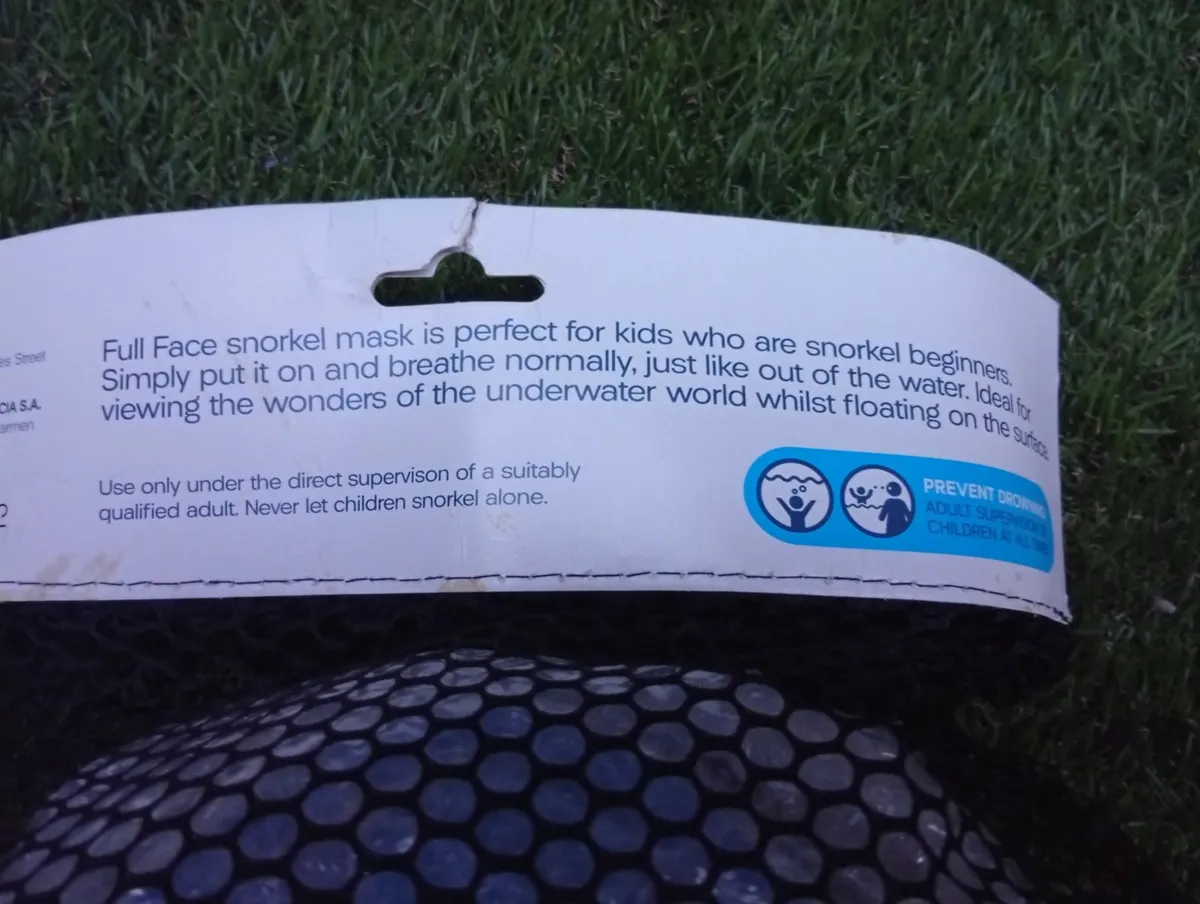 Full Face snorkel mask is perfect for kids who are snorkel beginners.
Simply put it on and breathe normally, just like out of the water. Ideal for
viewing the wonders of the underwater world whilst floating on the surface.
Use only under the direct supervison of a suitably
qualified adult. Never let children snorkel alone.
PREVENT DROWNING
ADULT SUPERVISION
CHILDREN AT ALL TIMES
Street
S.A.